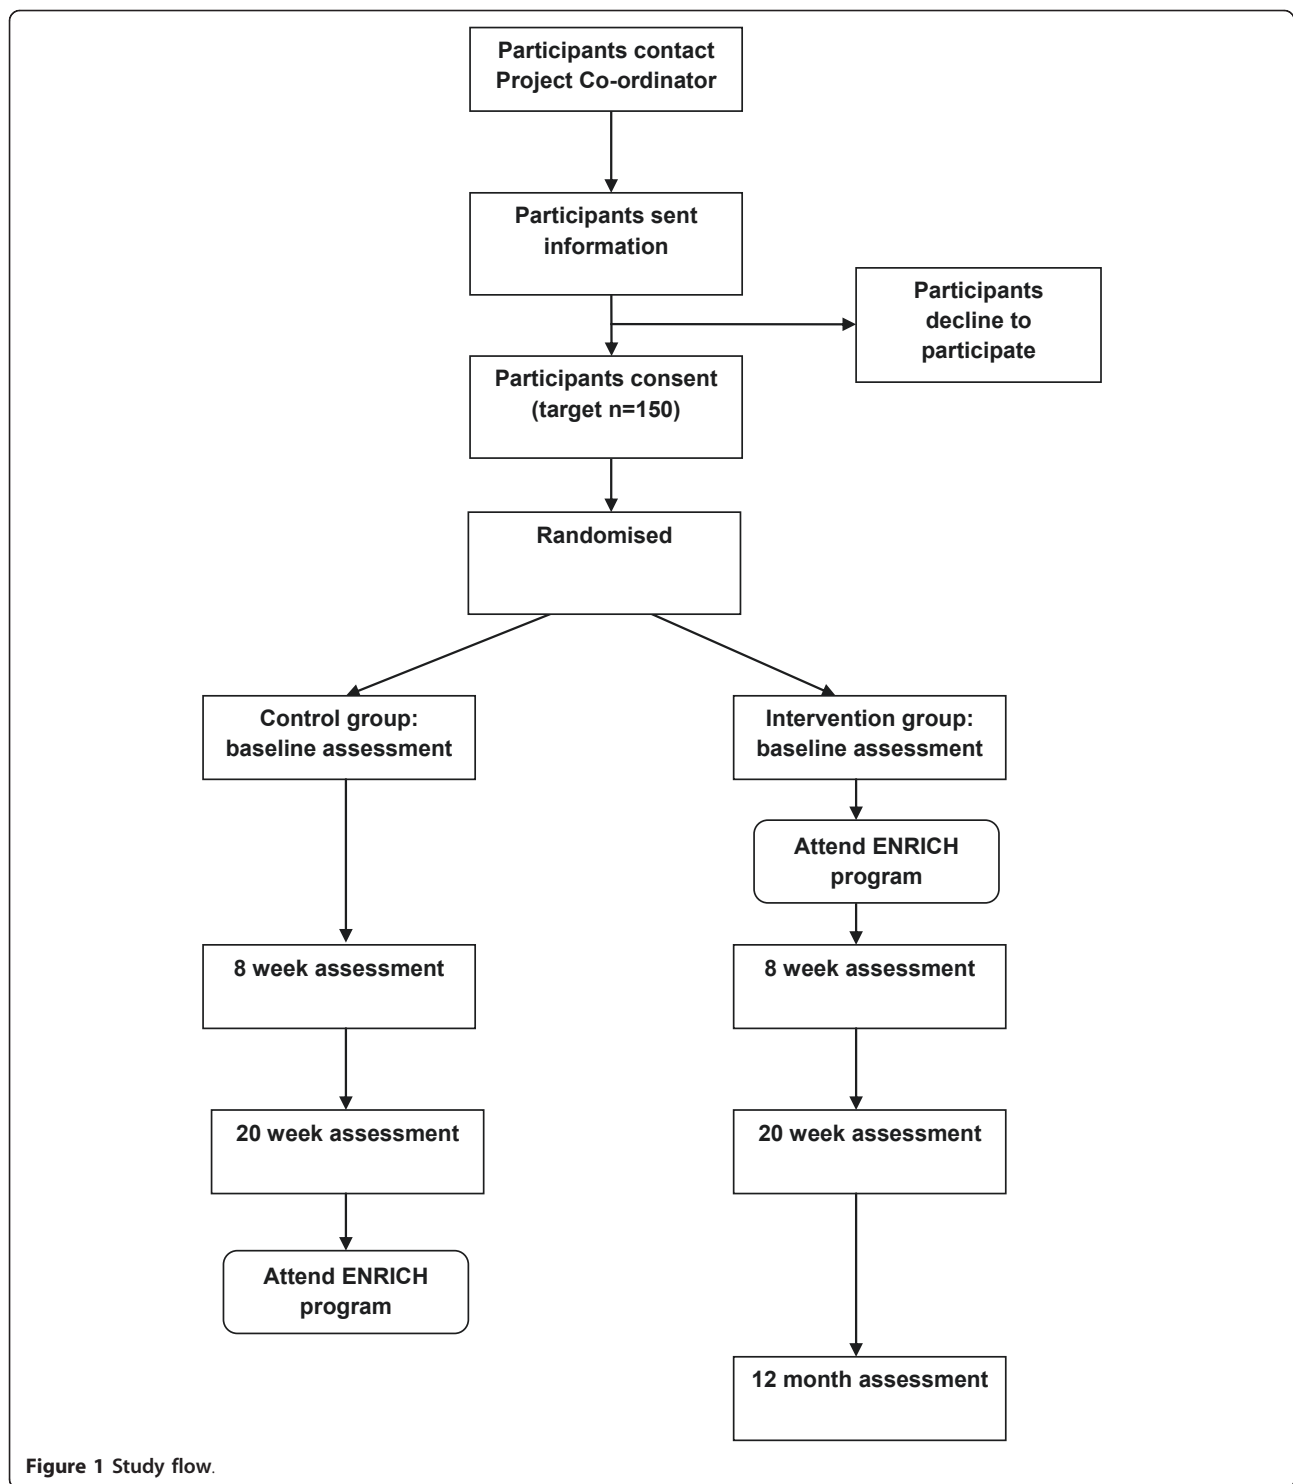 Participants contact
Project Co-ordinator
Participants sent
information
Participants
decline to
participate
Participants consent
(target n=150)
Randomised
Control group:
baseline assessment
Intervention group:
baseline assessment
Attend ENRICH
program
8 week assessment
8 week assessment
20 week assessment
20 week assessment
Attend ENRICH
program
12 month assessment
Figure 1 Study flow.